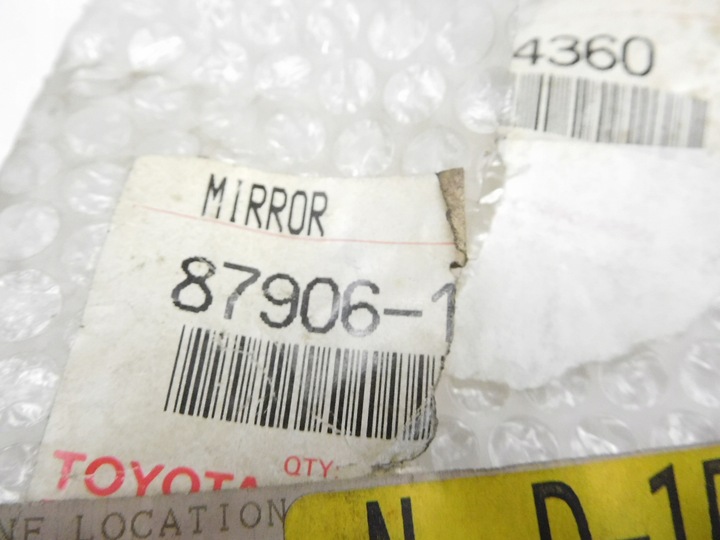 4360
MIRROR
87906-1
QTY:
TOYOTA
LOCATION